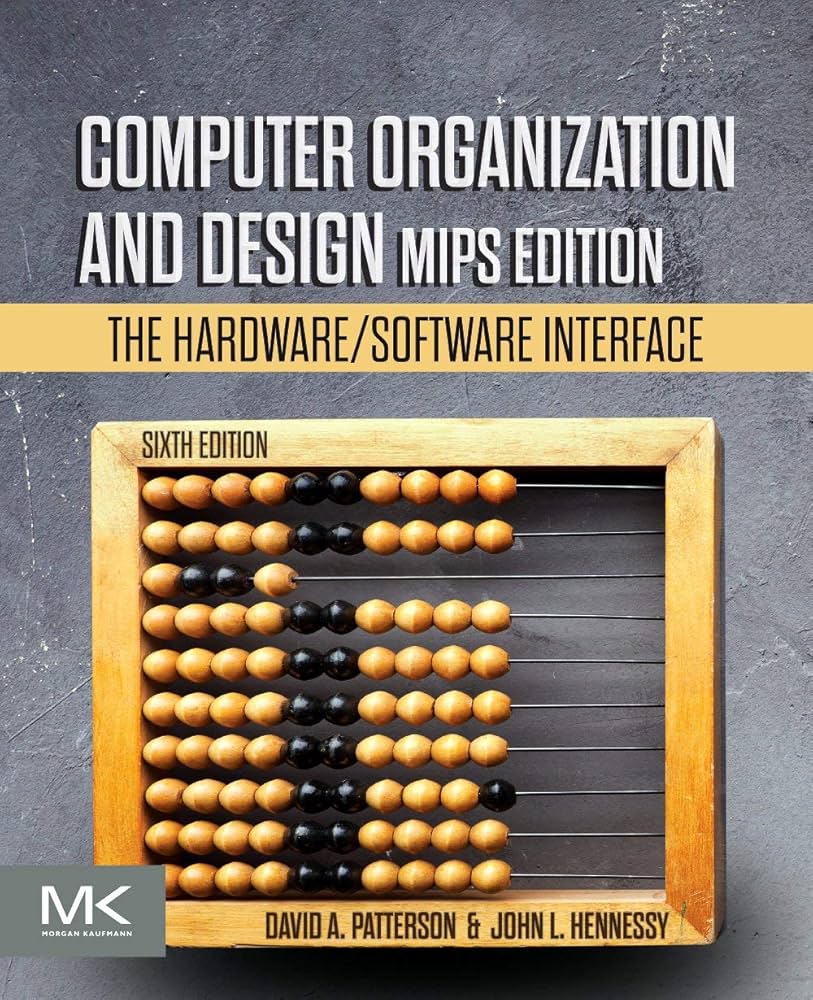 COMPUTER ORGANIZATION
AND DESIGN MIPS EDITION
THE HARDWARE/SOFTWARE INTERFACE
SIXTH EDITION
MK
MORGAN KAUFMANN
DAVID A. PATTERSON & JOHN L. HENNESSY